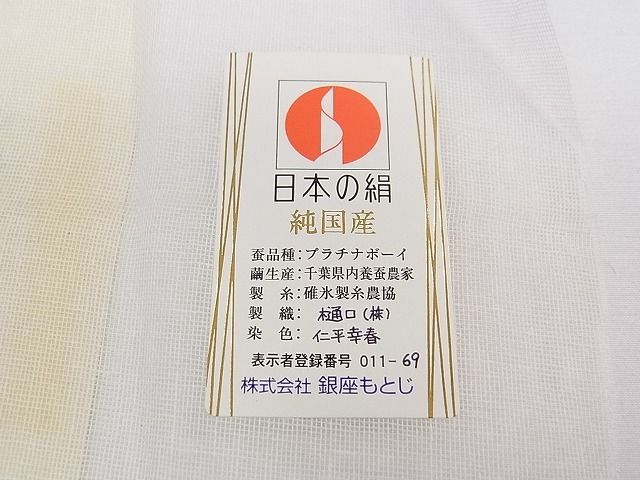 日本の絹
純国産
蚕品種：プラチナボーイ
繭生産：千葉県内養蚕農家
製　糸：碓氷製糸農協
製　織：樋口(株)
染　色：仁平幸春
表示者登録番号 011-69
株式会社 銀座もとじ